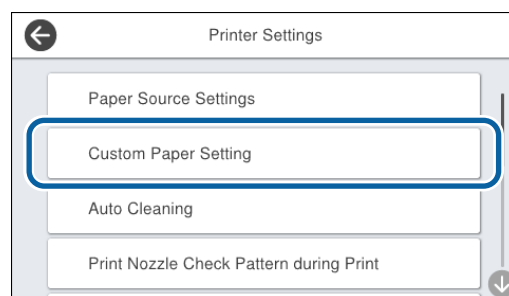 Printer Settings
Paper Source Settings
Custom Paper Setting
Auto Cleaning
Print Nozzle Check Pattern during Print